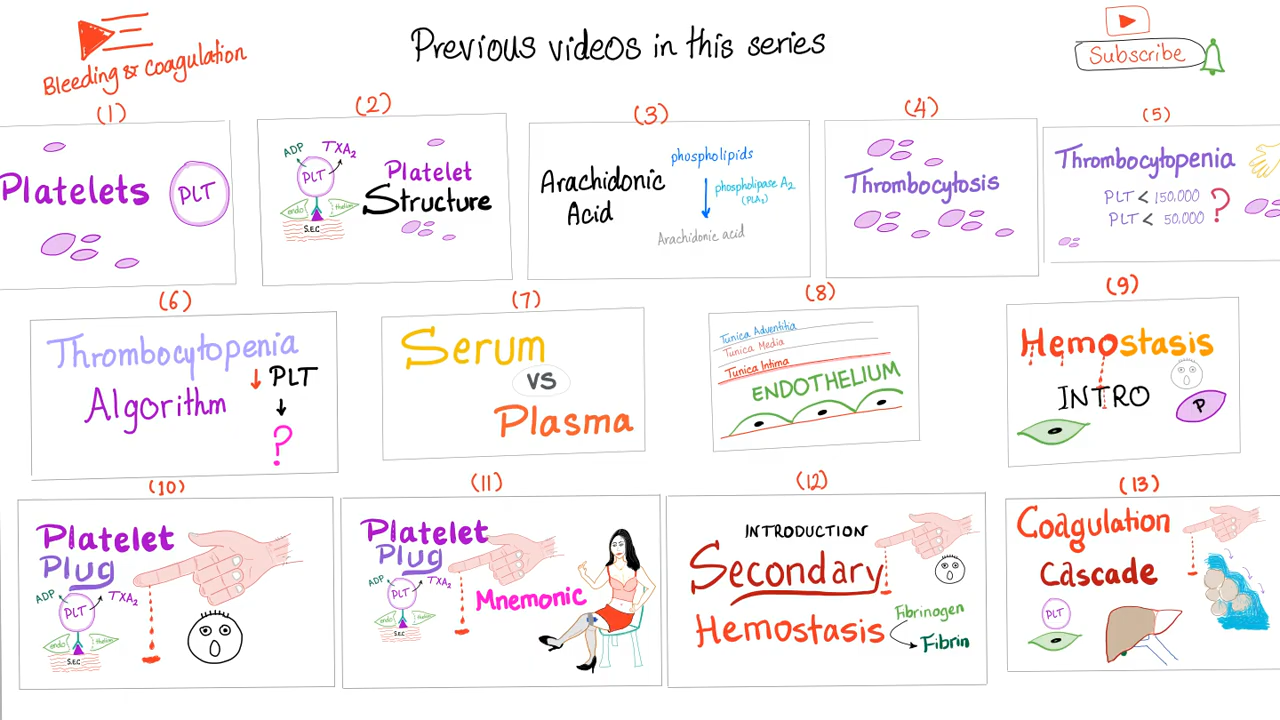 Bleeding & Coagulation
Previous videos in this series
Subscribe
(1)
Platelets
PLT
(2)
ADP
TXA2
PLT
endo
thelium
S.E.C
Platelet
Structure
(3)
Arachidonic
Acid
phospholipids
phospholipase A2
(PLA2)
Arachidonic acid
(4)
Thrombocytosis
(5)
Thrombocytopenia
PLT < 150,000
PLT < 50,000
?
(6)
Thrombocytopenia
Algorithm
↓ PLT
↓
?
(7)
Serum
VS
Plasma
(8)
Tunica Adventitia
Tunica Media
Tunica Intima
ENDOTHELIUM
(9)
Hemostasis
INTRO
P
(10)
Platelet
Plug
ADP
TXA2
PLT
endo
thelium
S.E.C
(11)
Platelet
Plug
ADP
TXA2
PLT
endo
thelium
SEC
Mnemonic
(12)
INTRODUCTION
Secondary
Hemostasis
Fibrinogen
Fibrin
(13)
Coagulation
Cascade
PLT